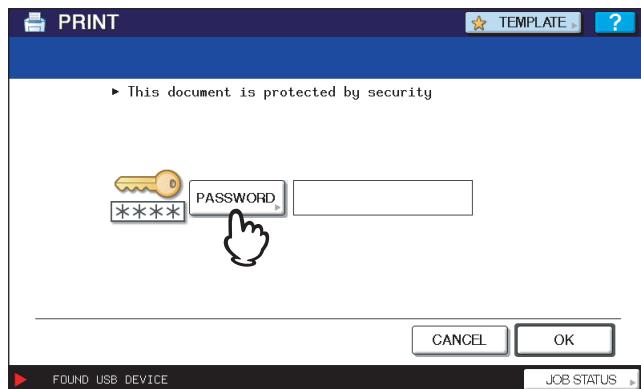 PRINT
TEMPLATE
?
This document is protected by security
PASSWORD
****
CANCEL
OK
FOUND USB DEVICE
JOB STATUS